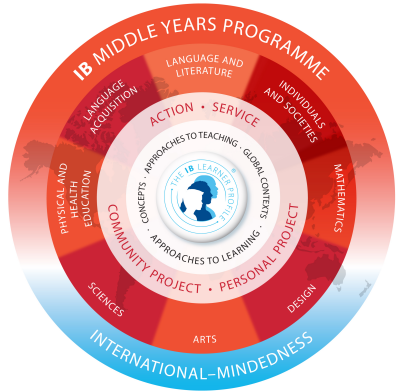 IB MIDDLE YEARS PROGRAMME
LANGUAGE AND
LITERATURE
LANGUAGE
ACQUISITION
INDIVIDUALS
AND SOCIETIES
PHYSICAL AND
HEALTH
EDUCATION
MATHEMATICS
SCIENCES
ARTS
DESIGN
ACTION • SERVICE
COMMUNITY PROJECT • PERSONAL PROJECT
APPROACHES TO TEACHING · GLOBAL CONTEXTS ·
APPROACHES TO LEARNING · CONCEPTS ·
THE IB LEARNER PROFILE
INTERNATIONAL–MINDEDNESS